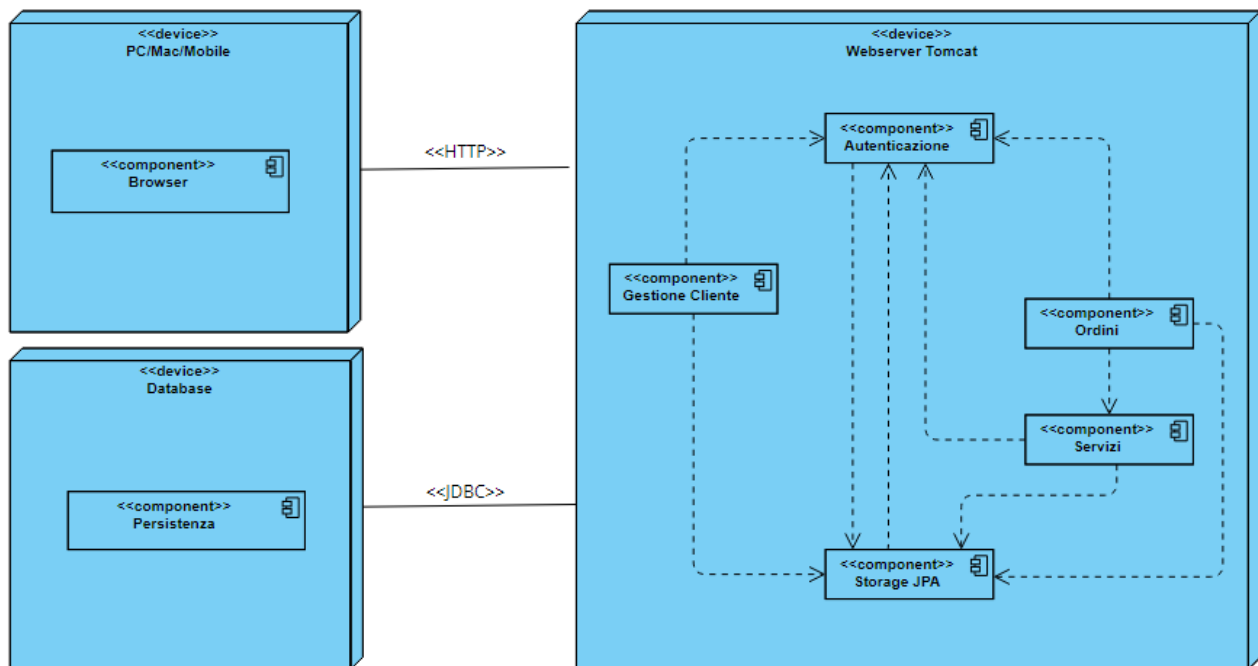 <<device>>
PC/Mac/Mobile
<<component>>
Browser
<<HTTP>>
<<device>>
Database
<<component>>
Persistenza
<<JDBC>>
<<device>>
Webserver Tomcat
<<component>>
Autenticazione
<<component>>
Gestione Cliente
<<component>>
Ordini
<<component>>
Servizi
<<component>>
Storage JPA